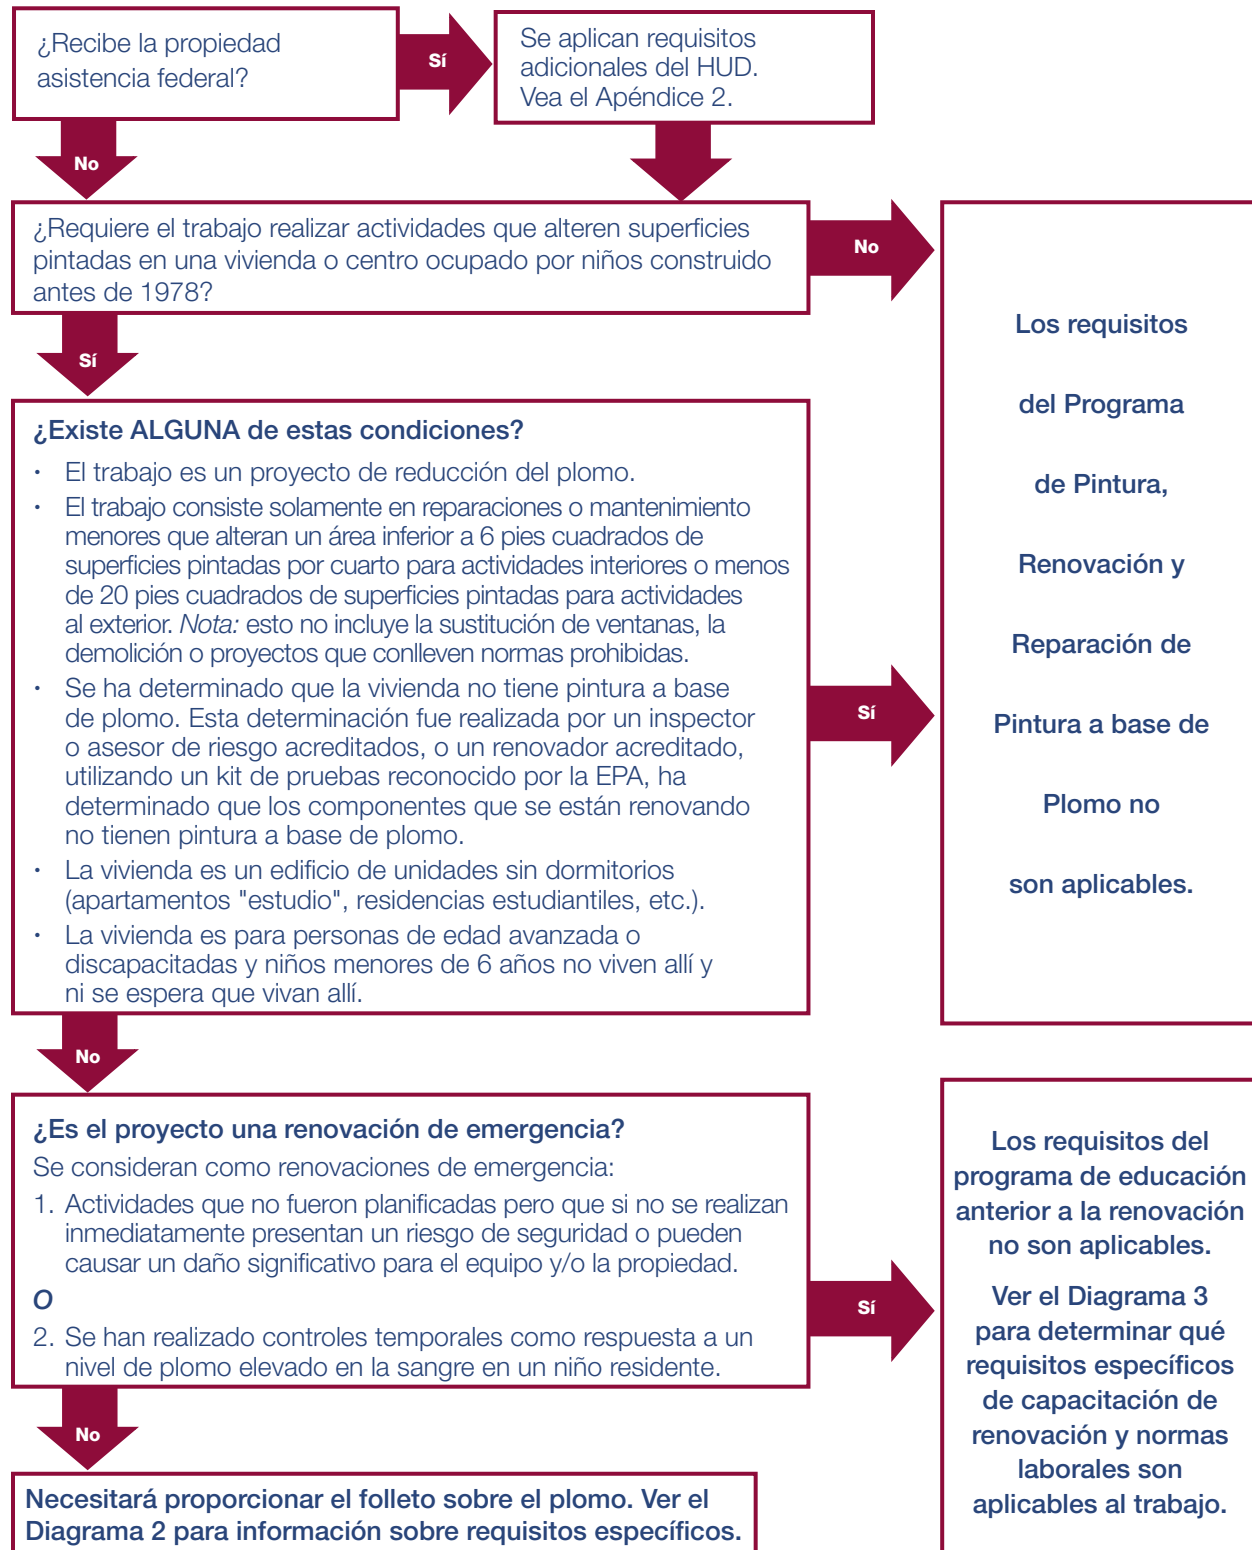 ¿Recibe la propiedad
asistencia federal?
Sí
Se aplican requisitos
adicionales del HUD.
Vea el Apéndice 2.
No
¿Requiere el trabajo realizar actividades que alteren superficies
pintadas en una vivienda o centro ocupado por niños construido
antes de 1978?
No
Los requisitos
del Programa
de Pintura,
Renovación y
Reparación de
Pintura a base de
Plomo no
son aplicables.
Sí
¿Existe ALGUNA de estas condiciones?
• El trabajo es un proyecto de reducción del plomo.
• El trabajo consiste solamente en reparaciones o mantenimiento
menores que alteran un área inferior a 6 pies cuadrados de
superficies pintadas por cuarto para actividades interiores o menos
de 20 pies cuadrados de superficies pintadas para actividades
al exterior. Nota: esto no incluye la sustitución de ventanas, la
demolición o proyectos que conlleven normas prohibidas.
• Se ha determinado que la vivienda no tiene pintura a base
de plomo. Esta determinación fue realizada por un inspector
o asesor de riesgo acreditados, o un renovador acreditado,
utilizando un kit de pruebas reconocido por la EPA, ha
determinado que los componentes que se están renovando
no tienen pintura a base de plomo.
• La vivienda es un edificio de unidades sin dormitorios
(apartamentos "estudio", residencias estudiantiles, etc.).
• La vivienda es para personas de edad avanzada o
discapacitadas y niños menores de 6 años no viven allí y
ni se espera que vivan allí.
Sí
No
¿Es el proyecto una renovación de emergencia?
Se consideran como renovaciones de emergencia:
1. Actividades que no fueron planificadas pero que si no se realizan
inmediatamente presentan un riesgo de seguridad o pueden
causar un daño significativo para el equipo y/o la propiedad.
O
2. Se han realizado controles temporales como respuesta a un
nivel de plomo elevado en la sangre en un niño residente.
Sí
Los requisitos del
programa de educación
anterior a la renovación
no son aplicables.
Ver el Diagrama 3
para determinar qué
requisitos específicos
de capacitación de
renovación y normas
laborales son
aplicables al trabajo.
No
Necesitará proporcionar el folleto sobre el plomo. Ver el
Diagrama 2 para información sobre requisitos específicos.